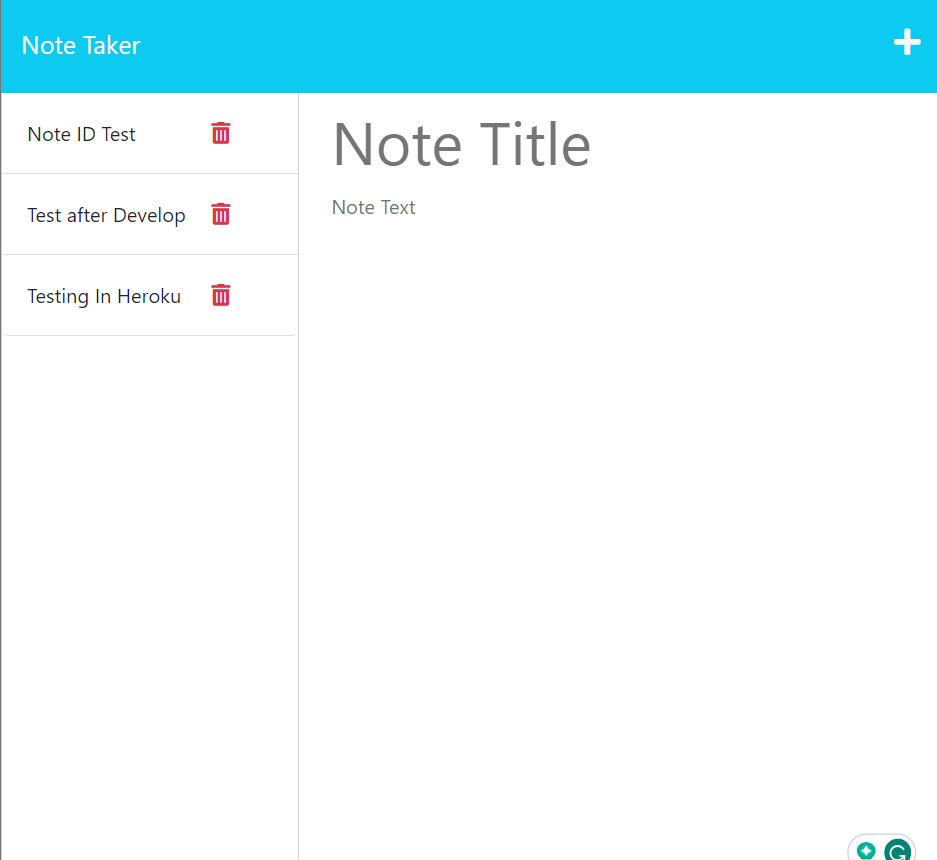 Note Taker
Note ID Test
Test after Develop
Testing In Heroku
Note Title
Note Text